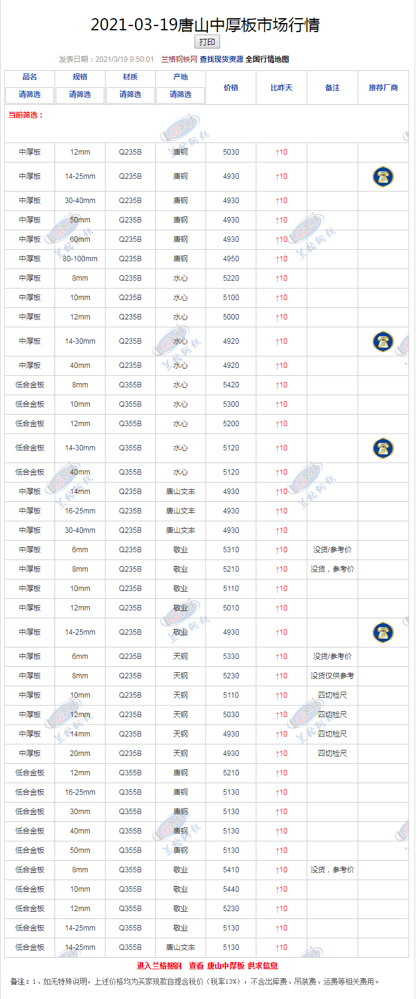 2021-03-19唐山中厚板市场行情
打印
发表日期：2021/3/19 9:50:01 兰格钢铁网 查找现货资源 全国行情地图
品名 规格 材质 产地 价格 比昨天 备注 推荐厂商
请筛选 请筛选 请筛选 请筛选
当前筛选：
中厚板 12mm Q235B 唐钢 5030 ↑10
中厚板 14-25mm Q235B 唐钢 4930 ↑10
中厚板 30-40mm Q235B 唐钢 4930 ↑10
中厚板 50mm Q235B 唐钢 4930 ↑10
中厚板 60mm Q235B 唐钢 4930 ↑10
中厚板 80-100mm Q235B 唐钢 4950 ↑10
中厚板 8mm Q235B 水心 5220 ↑10
中厚板 10mm Q235B 水心 5100 ↑10
中厚板 12mm Q235B 水心 5000 ↑10
中厚板 14-30mm Q235B 水心 4920 ↑10
中厚板 40mm Q235B 水心 4920 ↑10
低合金板 8mm Q355B 水心 5420 ↑10
低合金板 10mm Q355B 水心 5300 ↑10
低合金板 12mm Q355B 水心 5200 ↑10
低合金板 14-30mm Q355B 水心 5120 ↑10
低合金板 40mm Q355B 水心 5120 ↑10
中厚板 14mm Q235B 唐山文丰 4930 ↑10
中厚板 16-25mm Q235B 唐山文丰 4930 ↑10
中厚板 30-40mm Q235B 唐山文丰 4930 ↑10
中厚板 6mm Q235B 敬业 5310 ↑10 没货/参考价
中厚板 8mm Q235B 敬业 5210 ↑10 没货，参考价
中厚板 10mm Q235B 敬业 5110 ↑10
中厚板 12mm Q235B 敬业 5010 ↑10
中厚板 14-25mm Q235B 敬业 4930 ↑10
中厚板 6mm Q235B 天钢 5330 ↑10 没货/参考价
中厚板 8mm Q235B 天钢 5230 ↑10 没货仅供参考
中厚板 10mm Q235B 天钢 5110 ↑10 四切检尺
中厚板 12mm Q235B 天钢 5030 ↑10 四切检尺
中厚板 14mm Q235B 天钢 4930 ↑10 四切检尺
中厚板 20mm Q235B 天钢 4930 ↑10 四切检尺
低合金板 12mm Q355B 唐钢 5210 ↑10
低合金板 16-25mm Q355B 唐钢 5130 ↑10
低合金板 30mm Q355B 唐钢 5130 ↑10
低合金板 40mm Q355B 唐钢 5130 ↑10
低合金板 50mm Q355B 唐钢 5130 ↑10
低合金板 8mm Q355B 敬业 5410 ↑10 没货，参考价
低合金板 10mm Q355B 敬业 5440 ↑10
低合金板 12mm Q355B 敬业 5230 ↑10
低合金板 14-25mm Q355B 敬业 5130 ↑10
低合金板 14-25mm Q355B 唐山文丰 5130 ↑10
进入兰格搜网 查看 唐山中厚板 供求信息
备注：1、如无特殊说明，上述价格均为买家现款自提含税价（税率13%），不含出库费、吊装费、运费等相关费用。